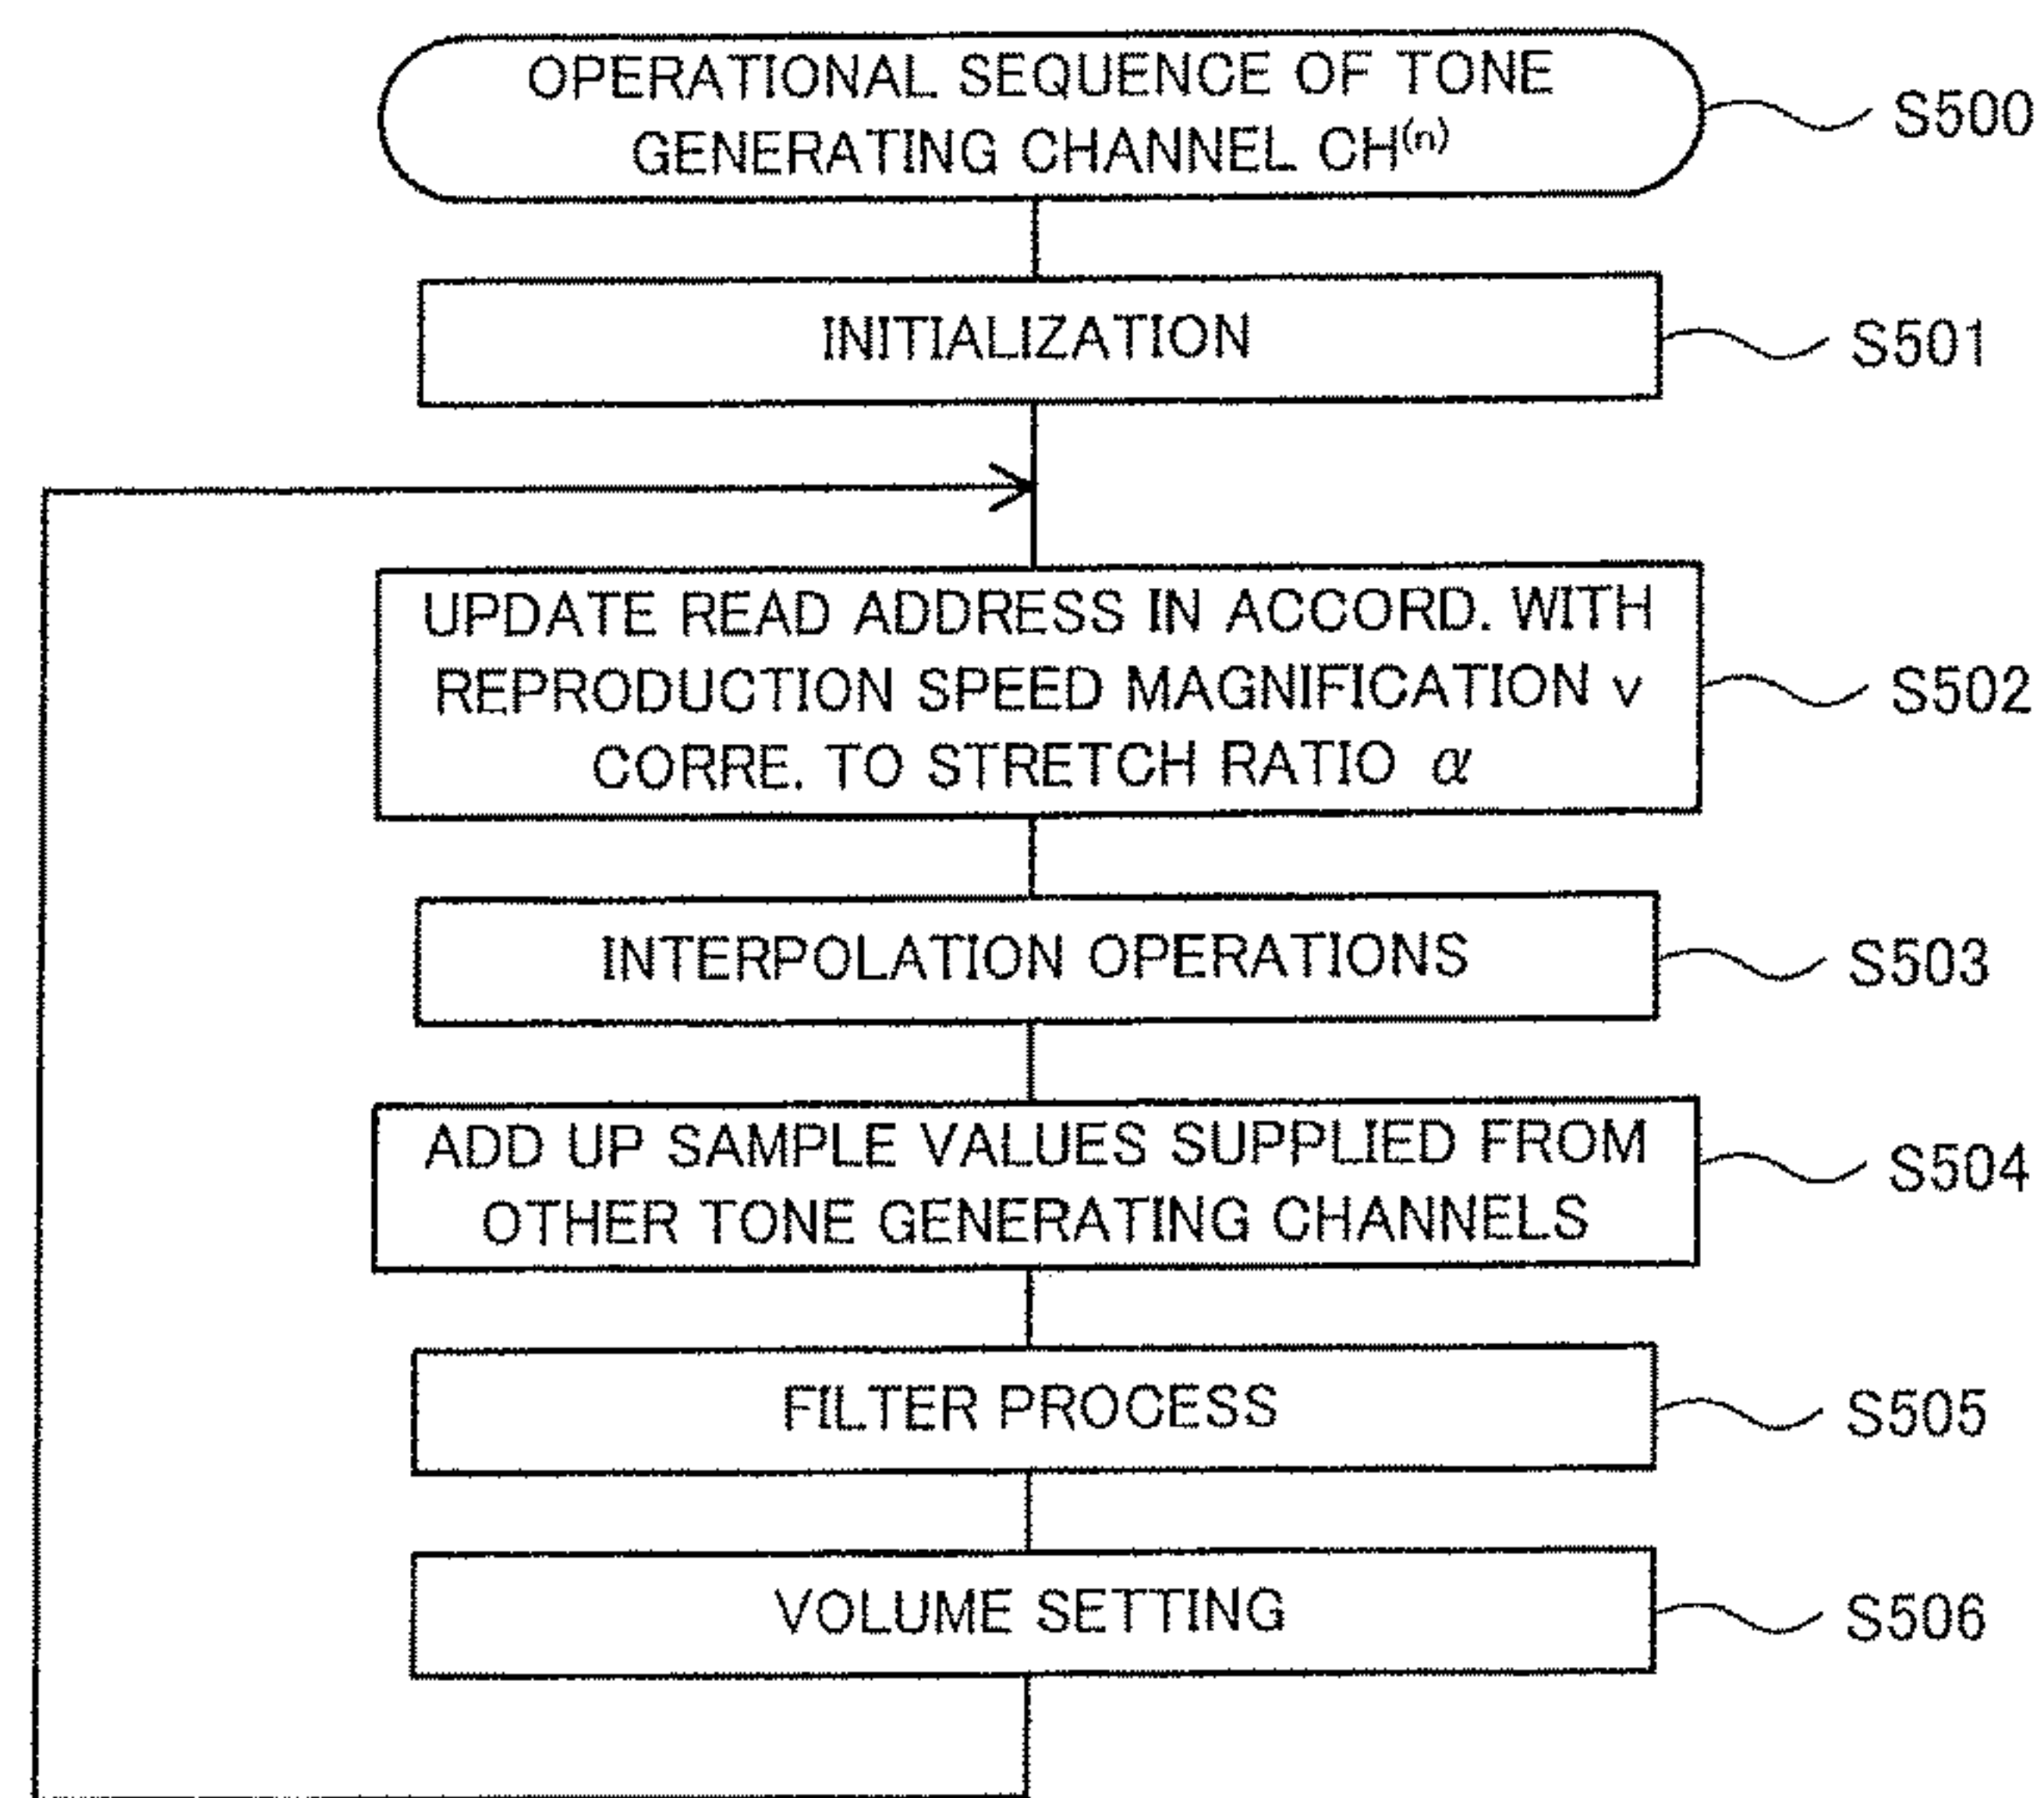 OPERATIONAL SEQUENCE OF TONE
GENERATING CHANNEL CH(n)
S500
INITIALIZATION
S501
UPDATE READ ADDRESS IN ACCORD. WITH
REPRODUCTION SPEED MAGNIFICATION v
CORRE. TO STRETCH RATIO α
S502
INTERPOLATION OPERATIONS
S503
ADD UP SAMPLE VALUES SUPPLIED FROM
OTHER TONE GENERATING CHANNELS
S504
FILTER PROCESS
S505
VOLUME SETTING
S506